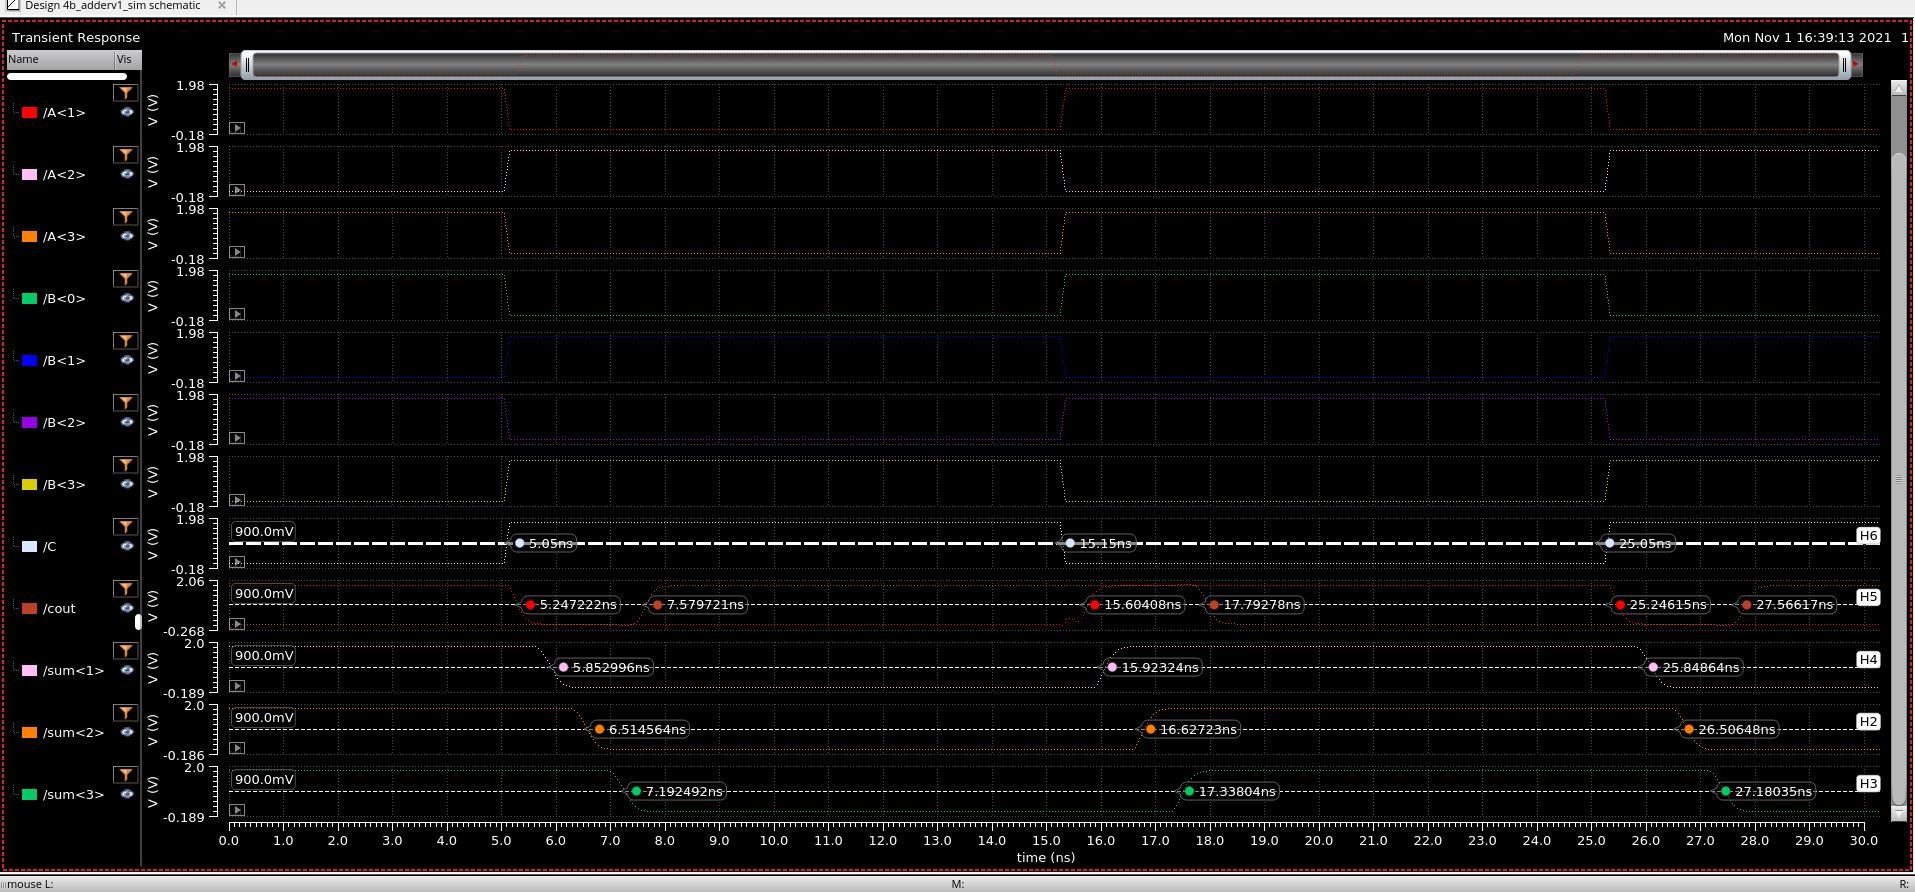 Design 4b_adderv1_sim schematic
Transient Response
Mon Nov 1 16:39:13 2021 1
Name Vis
/A<1> V (V) 1.98 -0.18
/A<2> V (V) 1.98 -0.18
/A<3> V (V) 1.98 -0.18
/B<0> V (V) 1.98 -0.18
/B<1> V (V) 1.98 -0.18
/B<2> V (V) 1.98 -0.18
/B<3> V (V) 1.98 -0.18
/C V (V) 1.98 -0.18 900.0mV 5.05ns 15.15ns 25.05ns H6
/cout V (V) 2.06 -0.268 900.0mV 5.247222ns 7.579721ns 15.60408ns 17.79278ns 25.24615ns 27.56617ns H5
/sum<1> V (V) 2.0 -0.189 900.0mV 5.852996ns 15.92324ns 25.84864ns H4
/sum<2> V (V) 2.0 -0.186 900.0mV 6.514564ns 16.62723ns 26.50648ns H2
/sum<3> V (V) 2.0 -0.189 900.0mV 7.192492ns 17.33804ns 27.18035ns H3
0.0 1.0 2.0 3.0 4.0 5.0 6.0 7.0 8.0 9.0 10.0 11.0 12.0 13.0 14.0 15.0 16.0 17.0 18.0 19.0 20.0 21.0 22.0 23.0 24.0 25.0 26.0 27.0 28.0 29.0 30.0
time (ns)
mouse L: M: R: